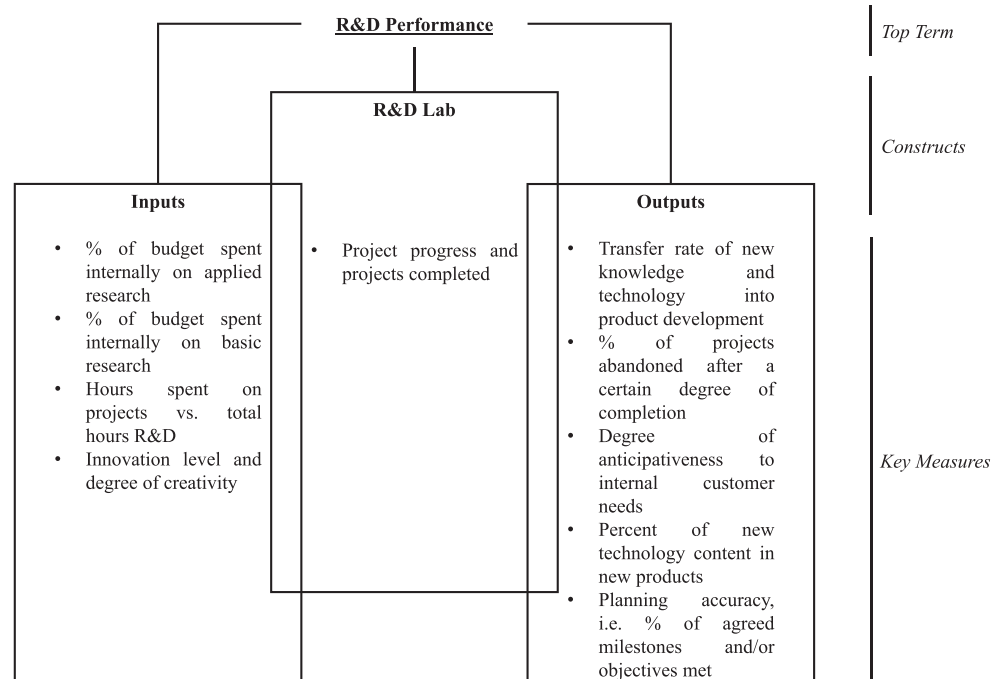 R&D Performance
Top Term
R&D Lab
Constructs
Inputs
• % of budget spent
internally on applied
research
• % of budget spent
internally on basic
research
• Hours spent on
projects vs. total
hours R&D
• Innovation level and
degree of creativity
• Project progress and
projects completed
Outputs
• Transfer rate of new
knowledge and
technology into
product development
• % of projects
abandoned after a
certain degree of
completion
• Degree of
anticipativeness to
internal customer
needs
• Percent of new
technology content in
new products
• Planning accuracy,
i.e. % of agreed
milestones and/or
objectives met
Key Measures